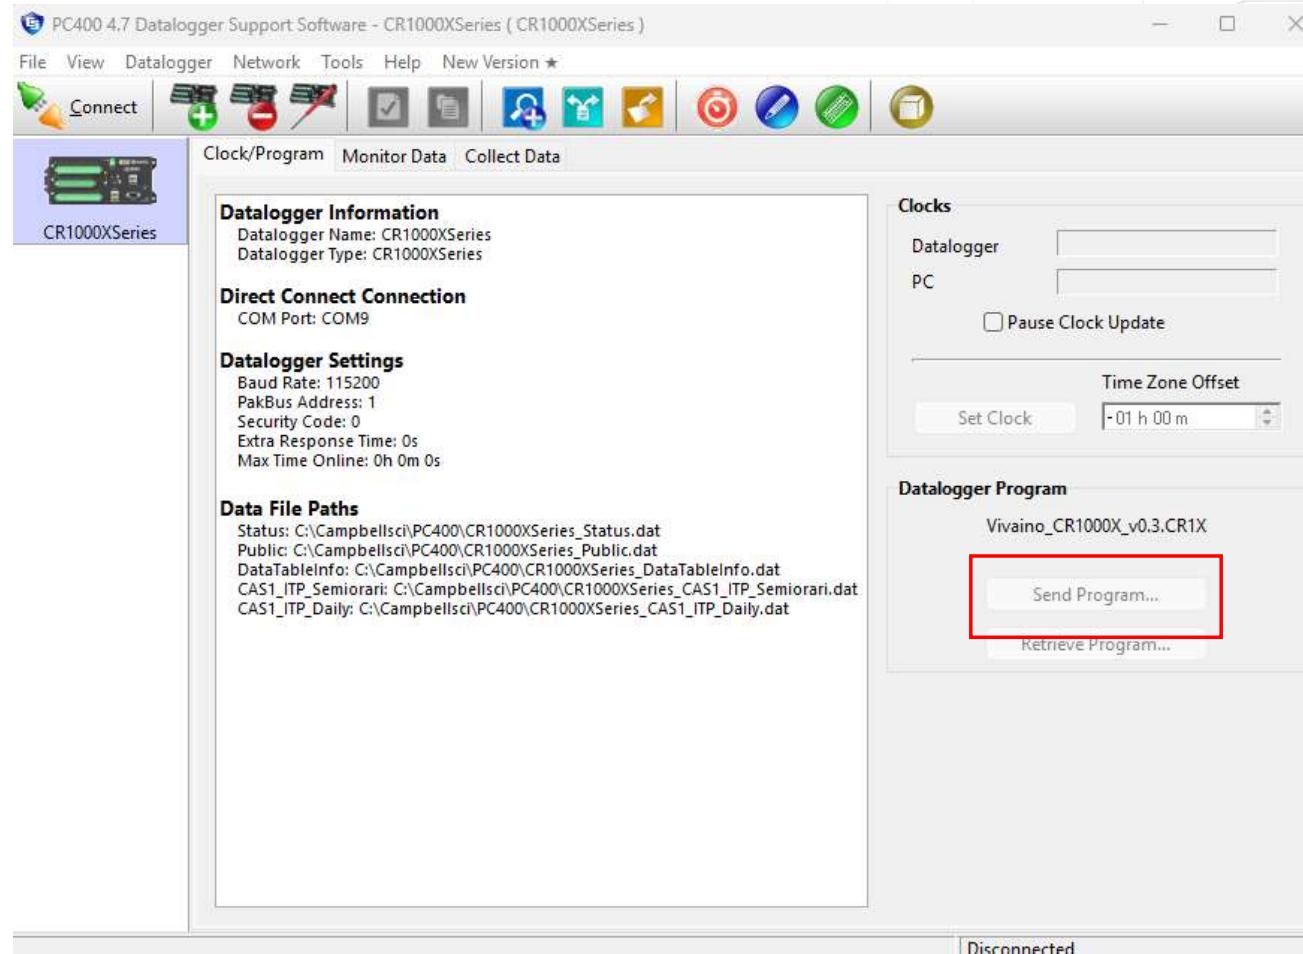 PC400 4.7 Datalogger Support Software - CR1000XSeries ( CR1000XSeries )
File View Datalogger Network Tools Help New Version ★
Connect
CR1000XSeries
Clock/Program Monitor Data Collect Data
Datalogger Information
Datalogger Name: CR1000XSeries
Datalogger Type: CR1000XSeries
Direct Connect Connection
COM Port: COM9
Datalogger Settings
Baud Rate: 115200
PakBus Address: 1
Security Code: 0
Extra Response Time: 0s
Max Time Online: 0h 0m 0s
Data File Paths
Status: C:\Campbellsci\PC400\CR1000XSeries_Status.dat
Public: C:\Campbellsci\PC400\CR1000XSeries_Public.dat
DataTableInfo: C:\Campbellsci\PC400\CR1000XSeries_DataTableInfo.dat
CAS1_ITP_Semiorari: C:\Campbellsci\PC400\CR1000XSeries_CAS1_ITP_Semiorari.dat
CAS1_ITP_Daily: C:\Campbellsci\PC400\CR1000XSeries_CAS1_ITP_Daily.dat
Clocks
Datalogger
PC
Pause Clock Update
Time Zone Offset
Set Clock
-01 h 00 m
Datalogger Program
Vivaino_CR1000X_v0.3.CR1X
Send Program...
Retrieve Program...
Disconnected